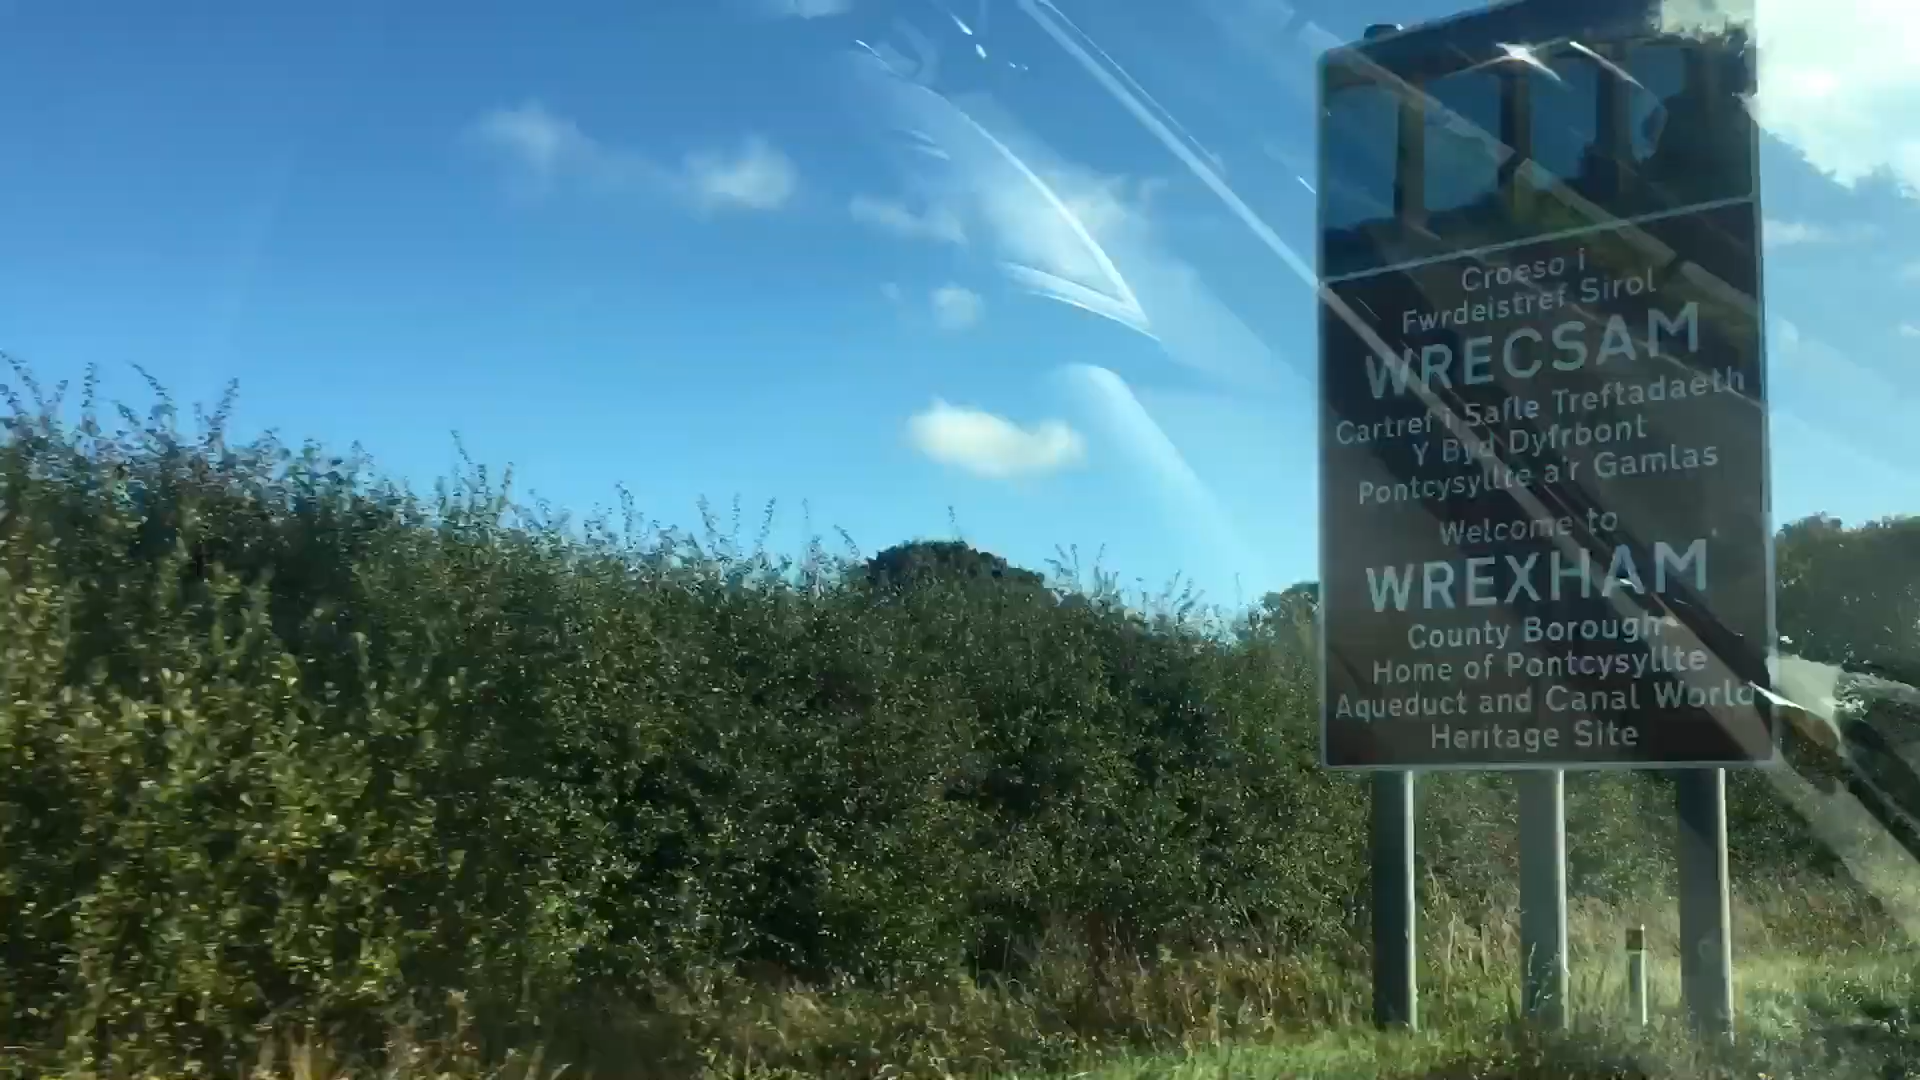 Croeso i
Fwrdeistref Sirol
WRECSAM
Cartref i Safle Treftadaeth
Y Byd Dyfrbont
Pontcysyllte a'r Gamlas
Welcome to
WREXHAM
County Borough
Home of Pontcysyllte
Aqueduct and Canal World
Heritage Site